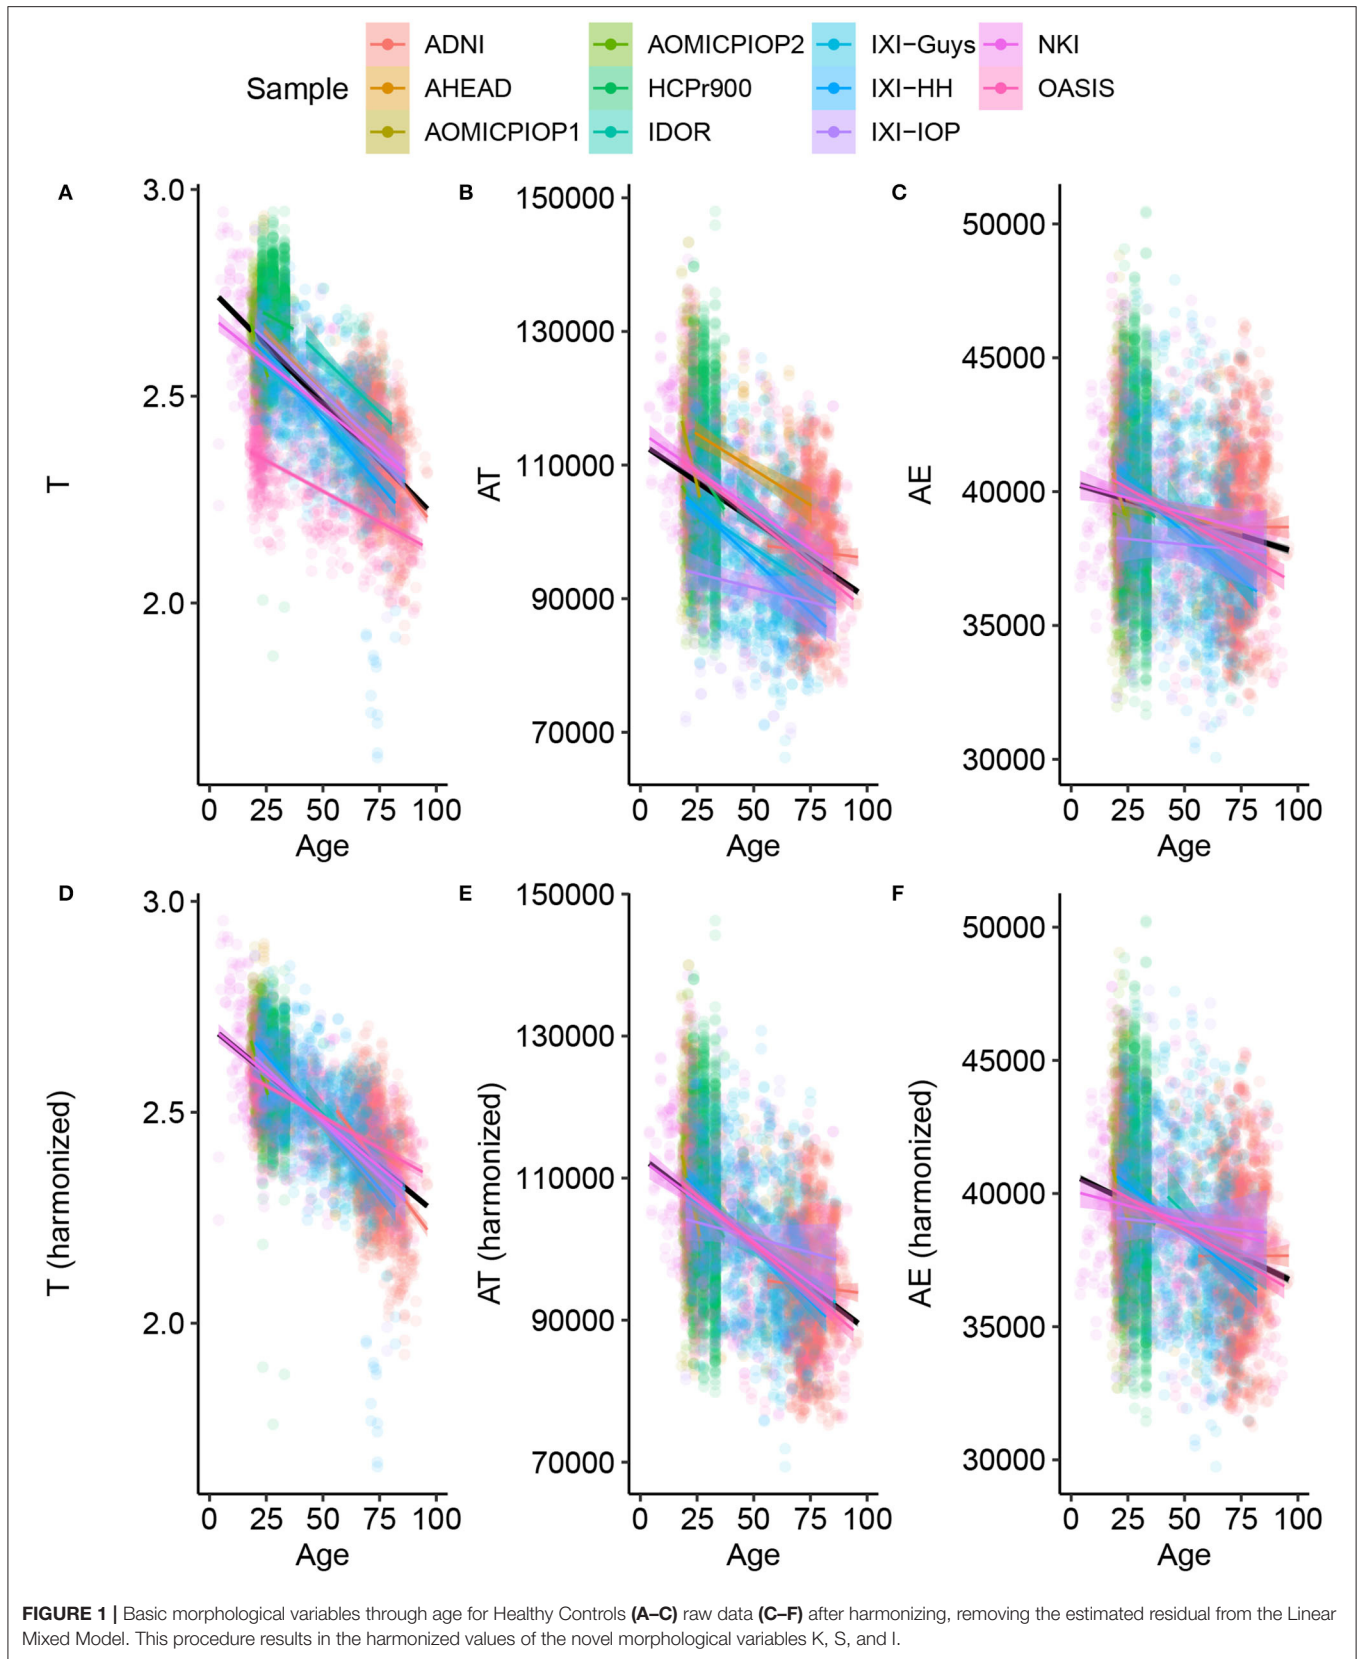 Sample
ADNI
AHEAD
AOMICPIOP1
AOMICPIOP2
HCPr900
IDOR
IXI−Guys
IXI−HH
IXI−IOP
NKI
OASIS
A
T
3.0
2.5
2.0
0 25 50 75 100
Age
B
AT
150000
130000
110000
90000
70000
0 25 50 75 100
Age
C
AE
50000
45000
40000
35000
30000
0 25 50 75 100
Age
D
T (harmonized)
3.0
2.5
2.0
0 25 50 75 100
Age
E
AT (harmonized)
150000
130000
110000
90000
70000
0 25 50 75 100
Age
F
AE (harmonized)
50000
45000
40000
35000
30000
0 25 50 75 100
Age
FIGURE 1 | Basic morphological variables through age for Healthy Controls (A–C) raw data (C–F) after harmonizing, removing the estimated residual from the Linear
Mixed Model. This procedure results in the harmonized values of the novel morphological variables K, S, and I.